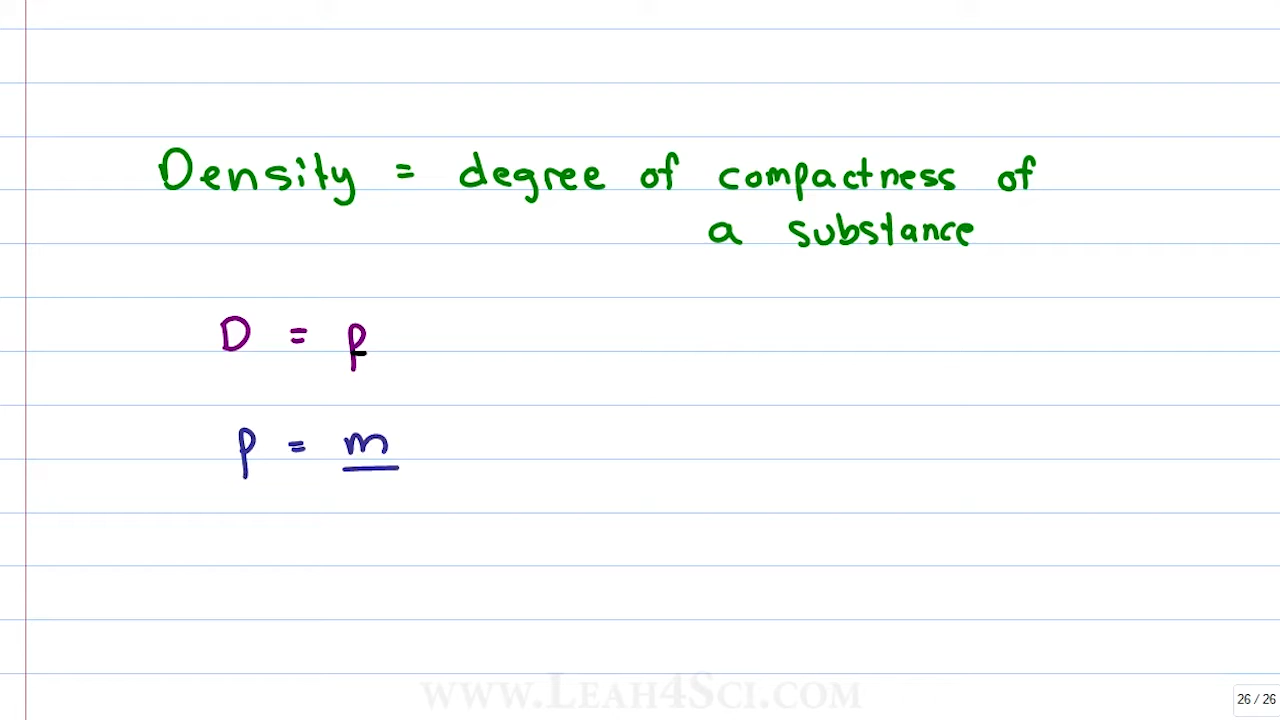 Density = degree of compactness of
a substance
D = p
p = m
www.Leah4Sci.com
26 / 26